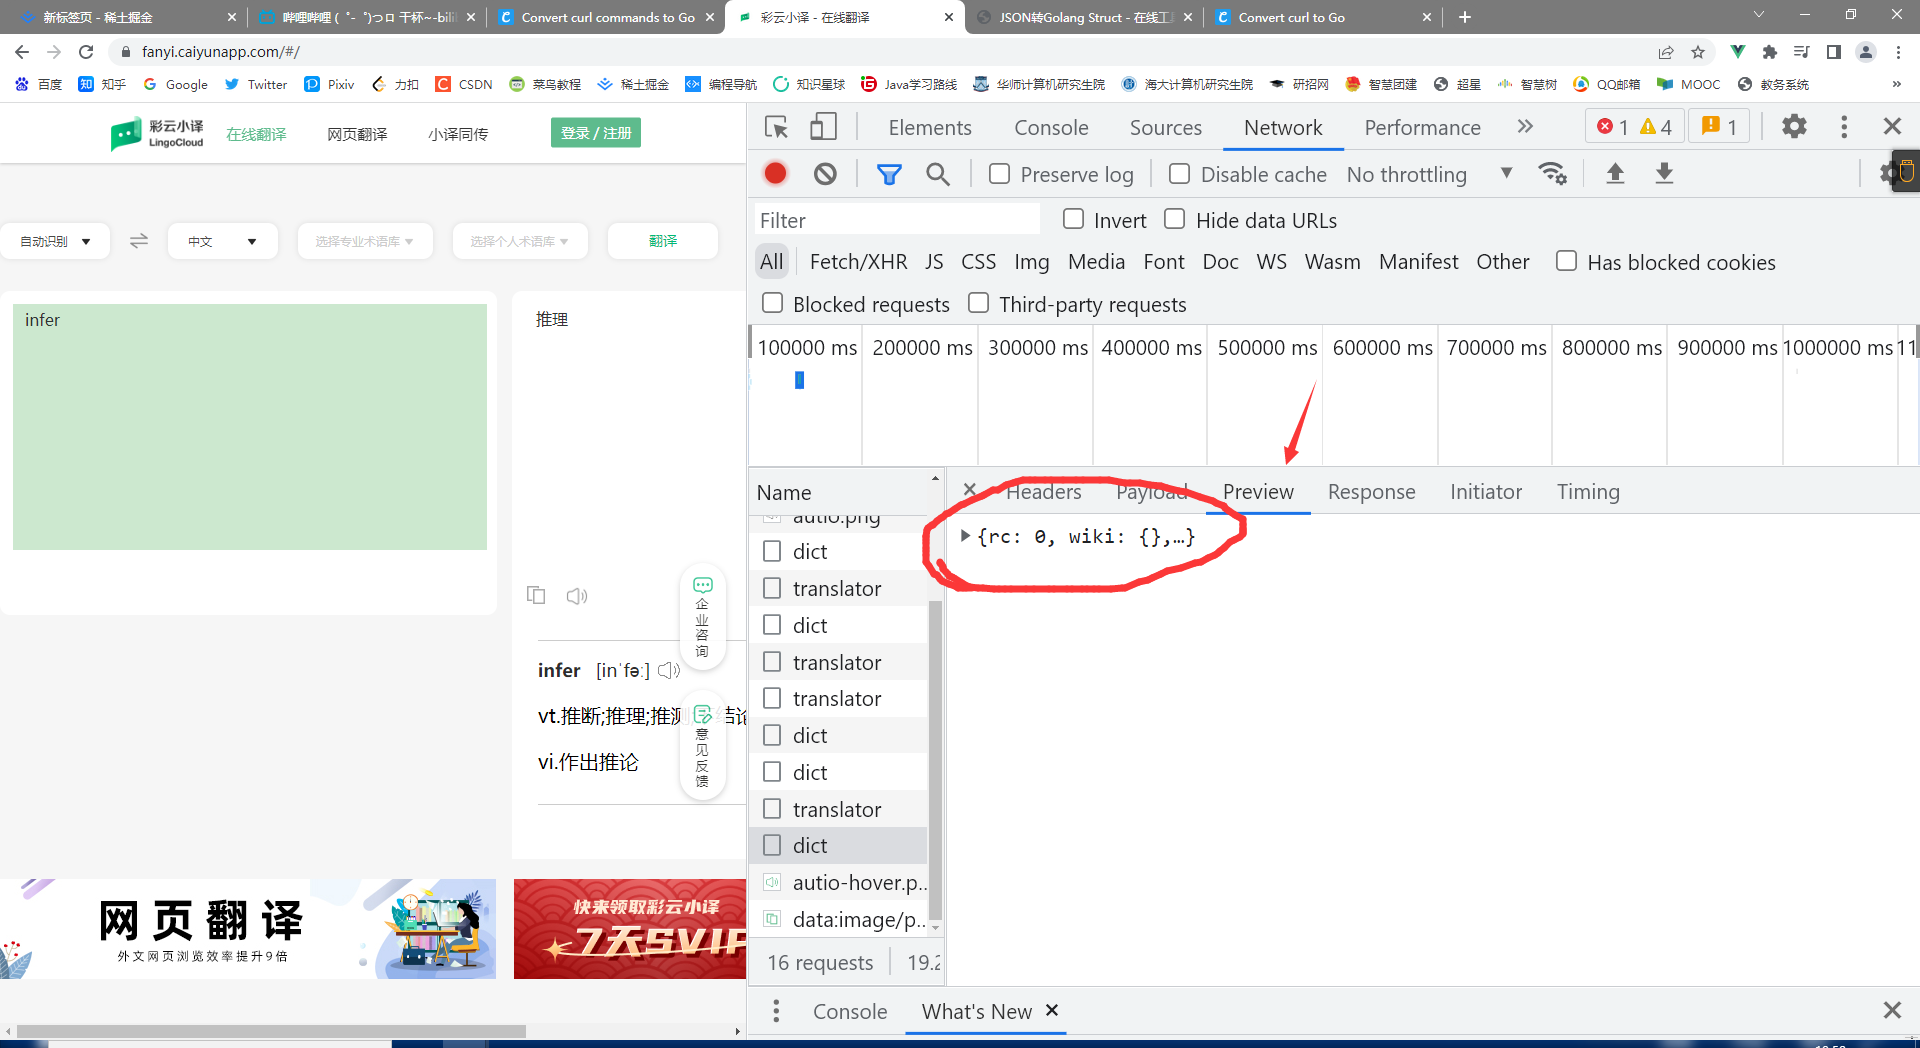 新标签页 - 稀土掘金
哔哩哔哩 (゜-゜)つロ 干杯~-bili
Convert curl commands to Go
彩云小译 - 在线翻译
JSON转Golang Struct - 在线工
Convert curl to Go
fanyi.caiyunapp.com/#/
百度
知乎
Google
Twitter
Pixiv
力扣
CSDN
菜鸟教程
稀土掘金
编程导航
知识星球
Java学习路线
华师计算机研究生院
海大计算机研究生院
研招网
智慧团建
超星
智慧树
QQ邮箱
MOOC
教务系统
»
彩云小译
LingoCloud
在线翻译
网页翻译
小译同传
登录 / 注册
自动识别
中文
选择专业术语库
选择个人术语库
翻译
infer
推理
企业咨询
意见反馈
infer [inˈfəː]
vt.推断;推理;推测
结论
vi.作出推论
网页翻译
外文网页浏览效率提升9倍
快来领取彩云小译
7天SVIP
Elements
Console
Sources
Network
Performance
1
4
1
Preserve log
Disable cache
No throttling
Filter
Invert
Hide data URLs
All
Fetch/XHR
JS
CSS
Img
Media
Font
Doc
WS
Wasm
Manifest
Other
Has blocked cookies
Blocked requests
Third-party requests
100000 ms
200000 ms
300000 ms
400000 ms
500000 ms
600000 ms
700000 ms
800000 ms
900000 ms
1000000 ms
11
Name
Headers
Payload
Preview
Response
Initiator
Timing
{rc: 0, wiki: {},…}
autio.png
dict
translator
dict
translator
translator
dict
dict
translator
dict
autio-hover.p...
data:image/p...
16 requests
19.2
Console
What's New